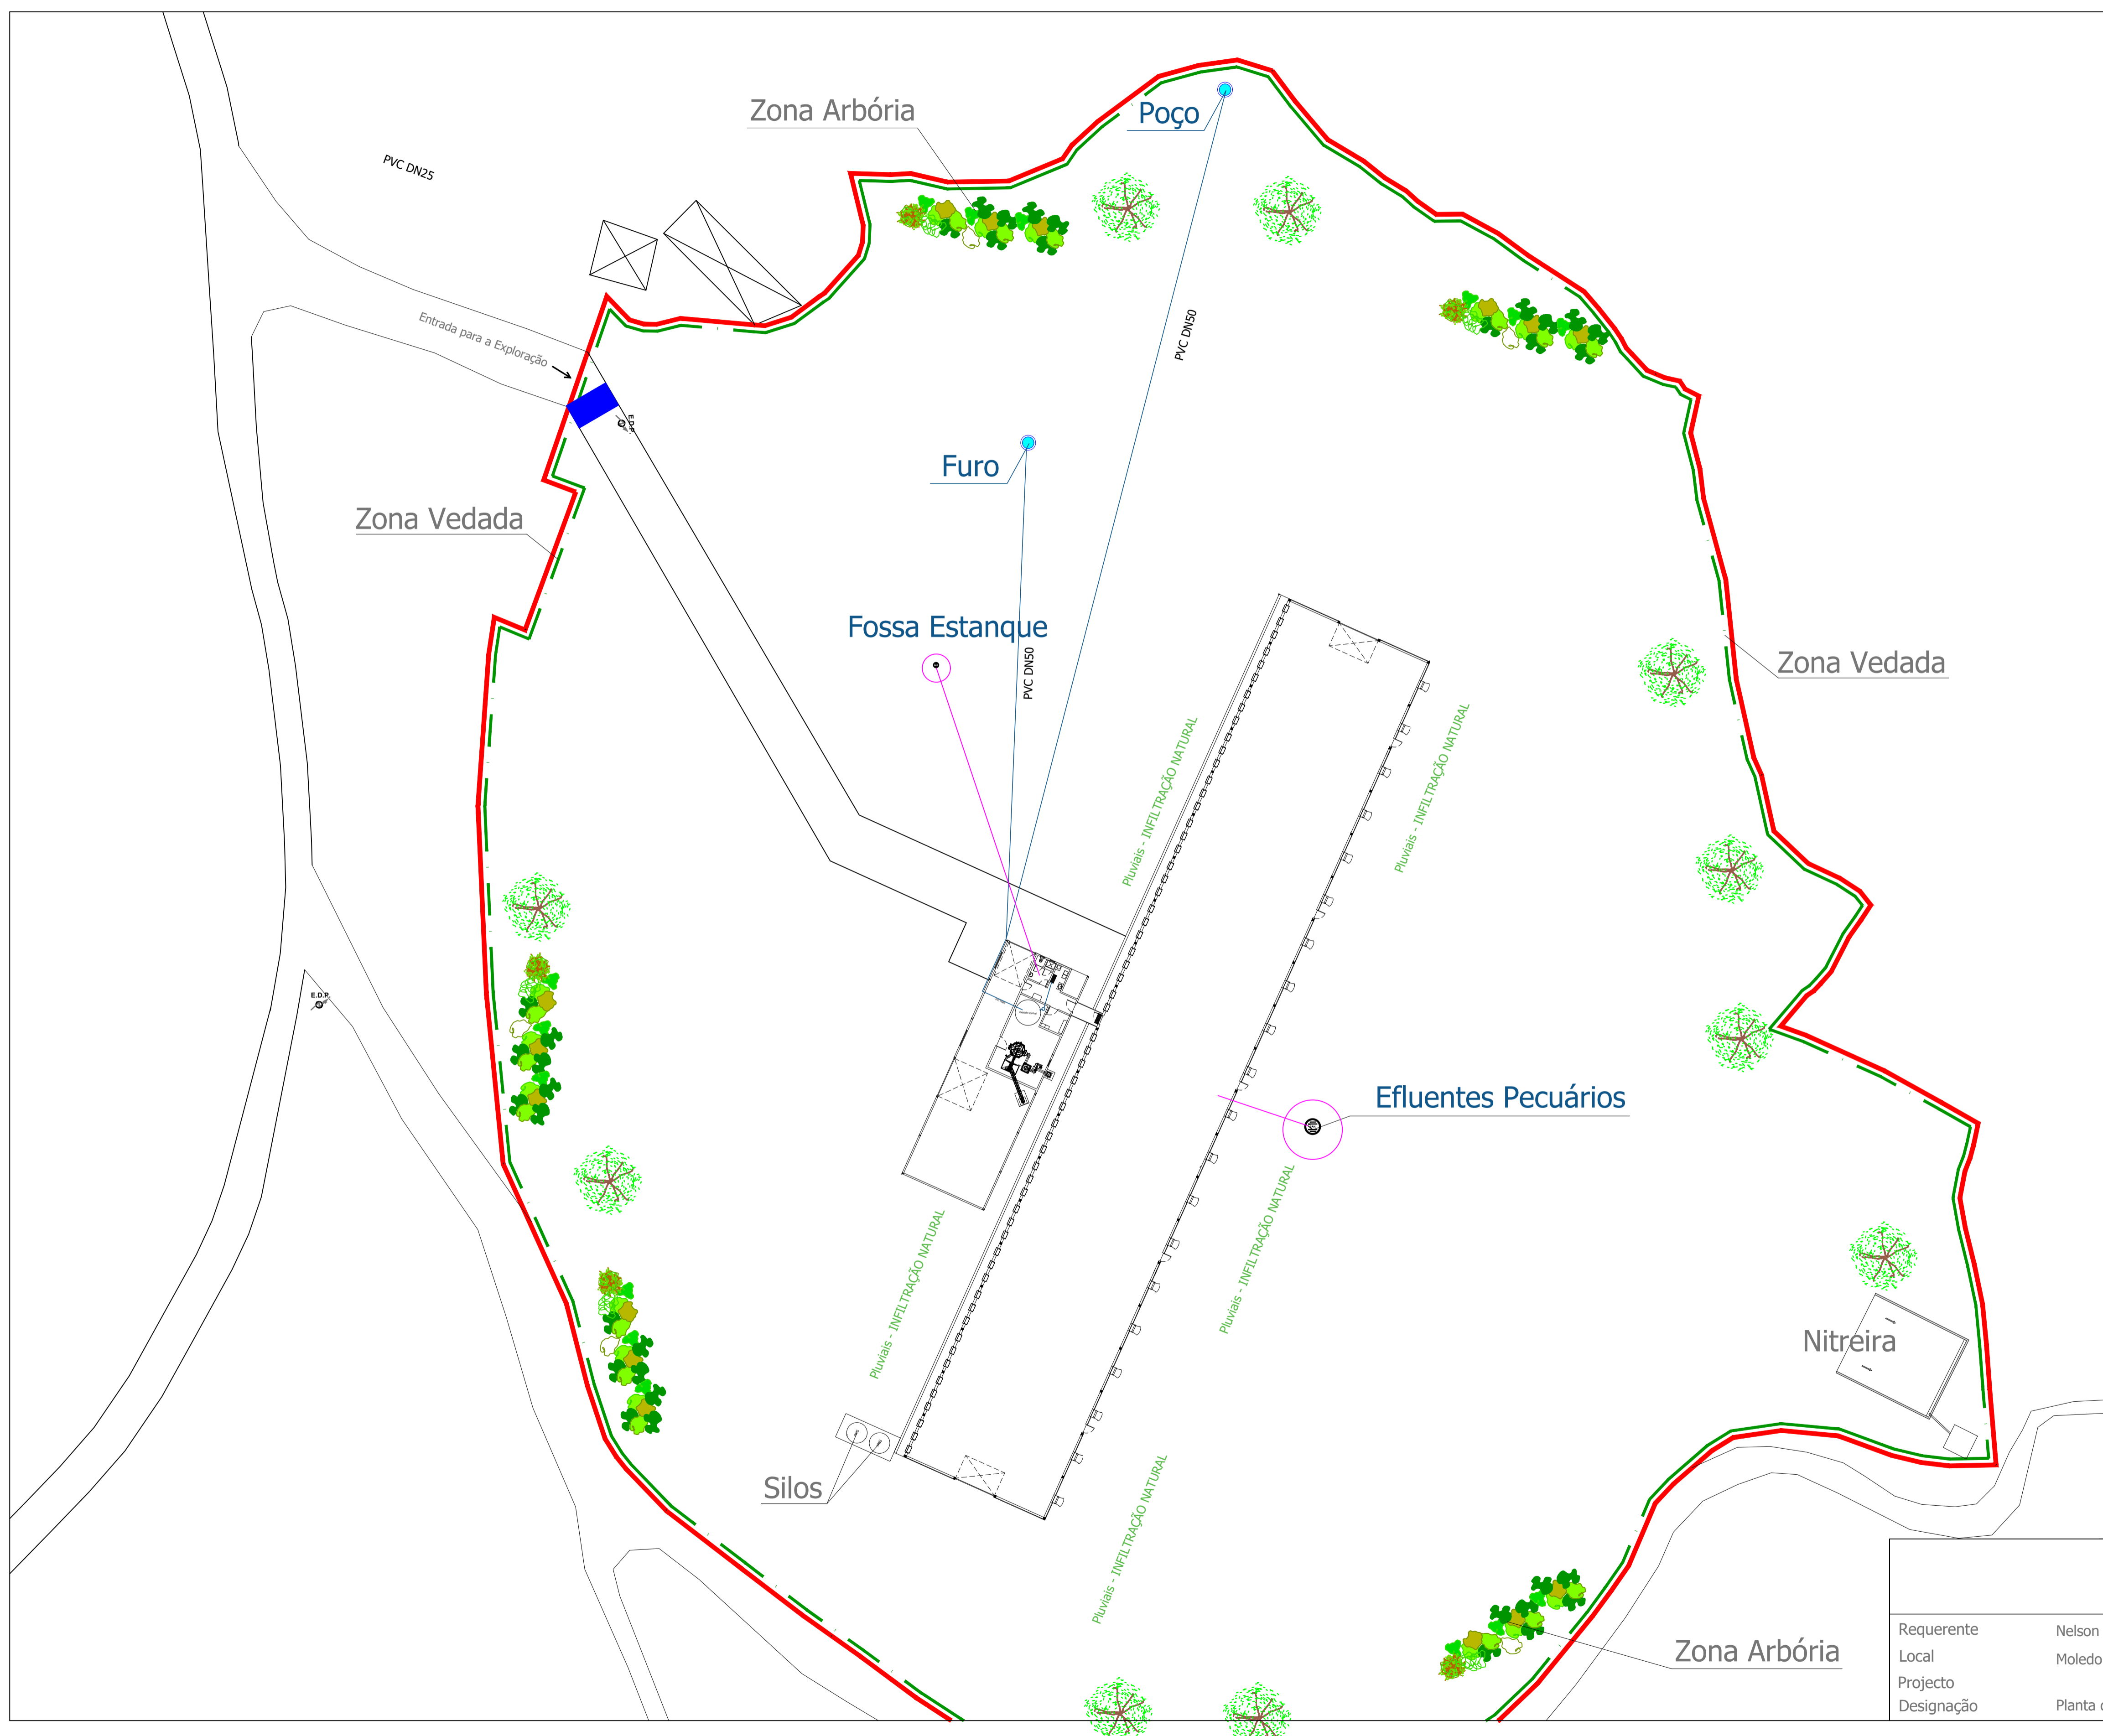 Zona Arbória
Poço
PVC DN25
Entrada para a Exploração
PVC DN50
E.D.P.
Furo
Zona Vedada
Fossa Estanque
PVC DN50
Zona Vedada
Pluviais - INFILTRAÇÃO NATURAL
Pluviais - INFILTRAÇÃO NATURAL
E.D.P.
Efluentes Pecuários
Pluviais - INFILTRAÇÃO NATURAL
Pluviais - INFILTRAÇÃO NATURAL
Nitreira
Silos
Pluviais - INFILTRAÇÃO NATURAL
Zona Arbória
Requerente Nelson
Local Moledo
Projecto
Designação Planta